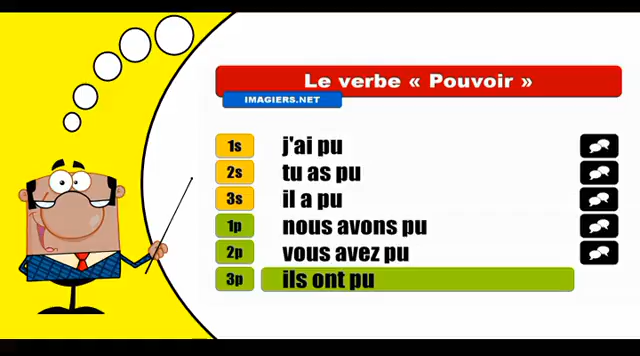 Le verbe « Pouvoir »
IMAGIERS.NET
1s j'ai pu
2s tu as pu
3s il a pu
1p nous avons pu
2p vous avez pu
3p ils ont pu